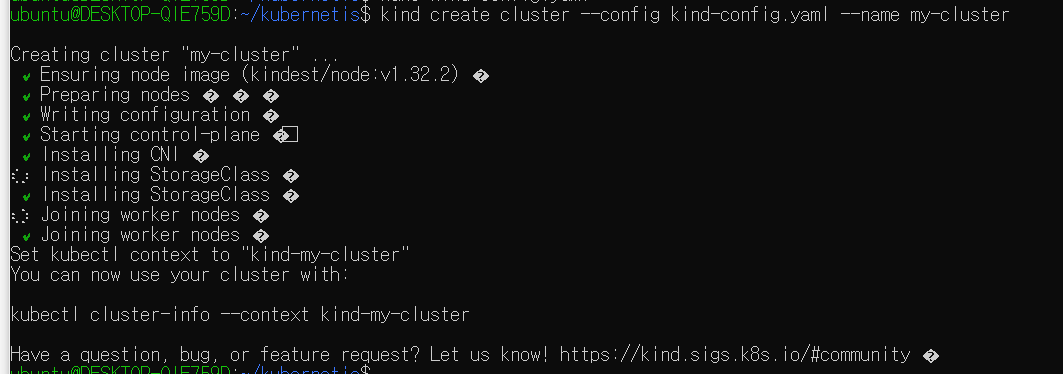 ubuntu@DESKTOP-QIE759D:~/kubernetis$ kind create cluster --config kind-config.yaml --name my-cluster
Creating cluster "my-cluster" ...
✓ Ensuring node image (kindest/node:v1.32.2) �
✓ Preparing nodes � � �
✓ Writing configuration �
✓ Starting control-plane �□
✓ Installing CNI �
Installing StorageClass �
✓ Installing StorageClass �
Joining worker nodes �
✓ Joining worker nodes �
Set kubectl context to "kind-my-cluster"
You can now use your cluster with:
kubectl cluster-info --context kind-my-cluster
Have a question, bug, or feature request? Let us know! https://kind.sigs.k8s.io/#community �
ubuntu@DESKTOP-QIE759D:~/kubernetis$